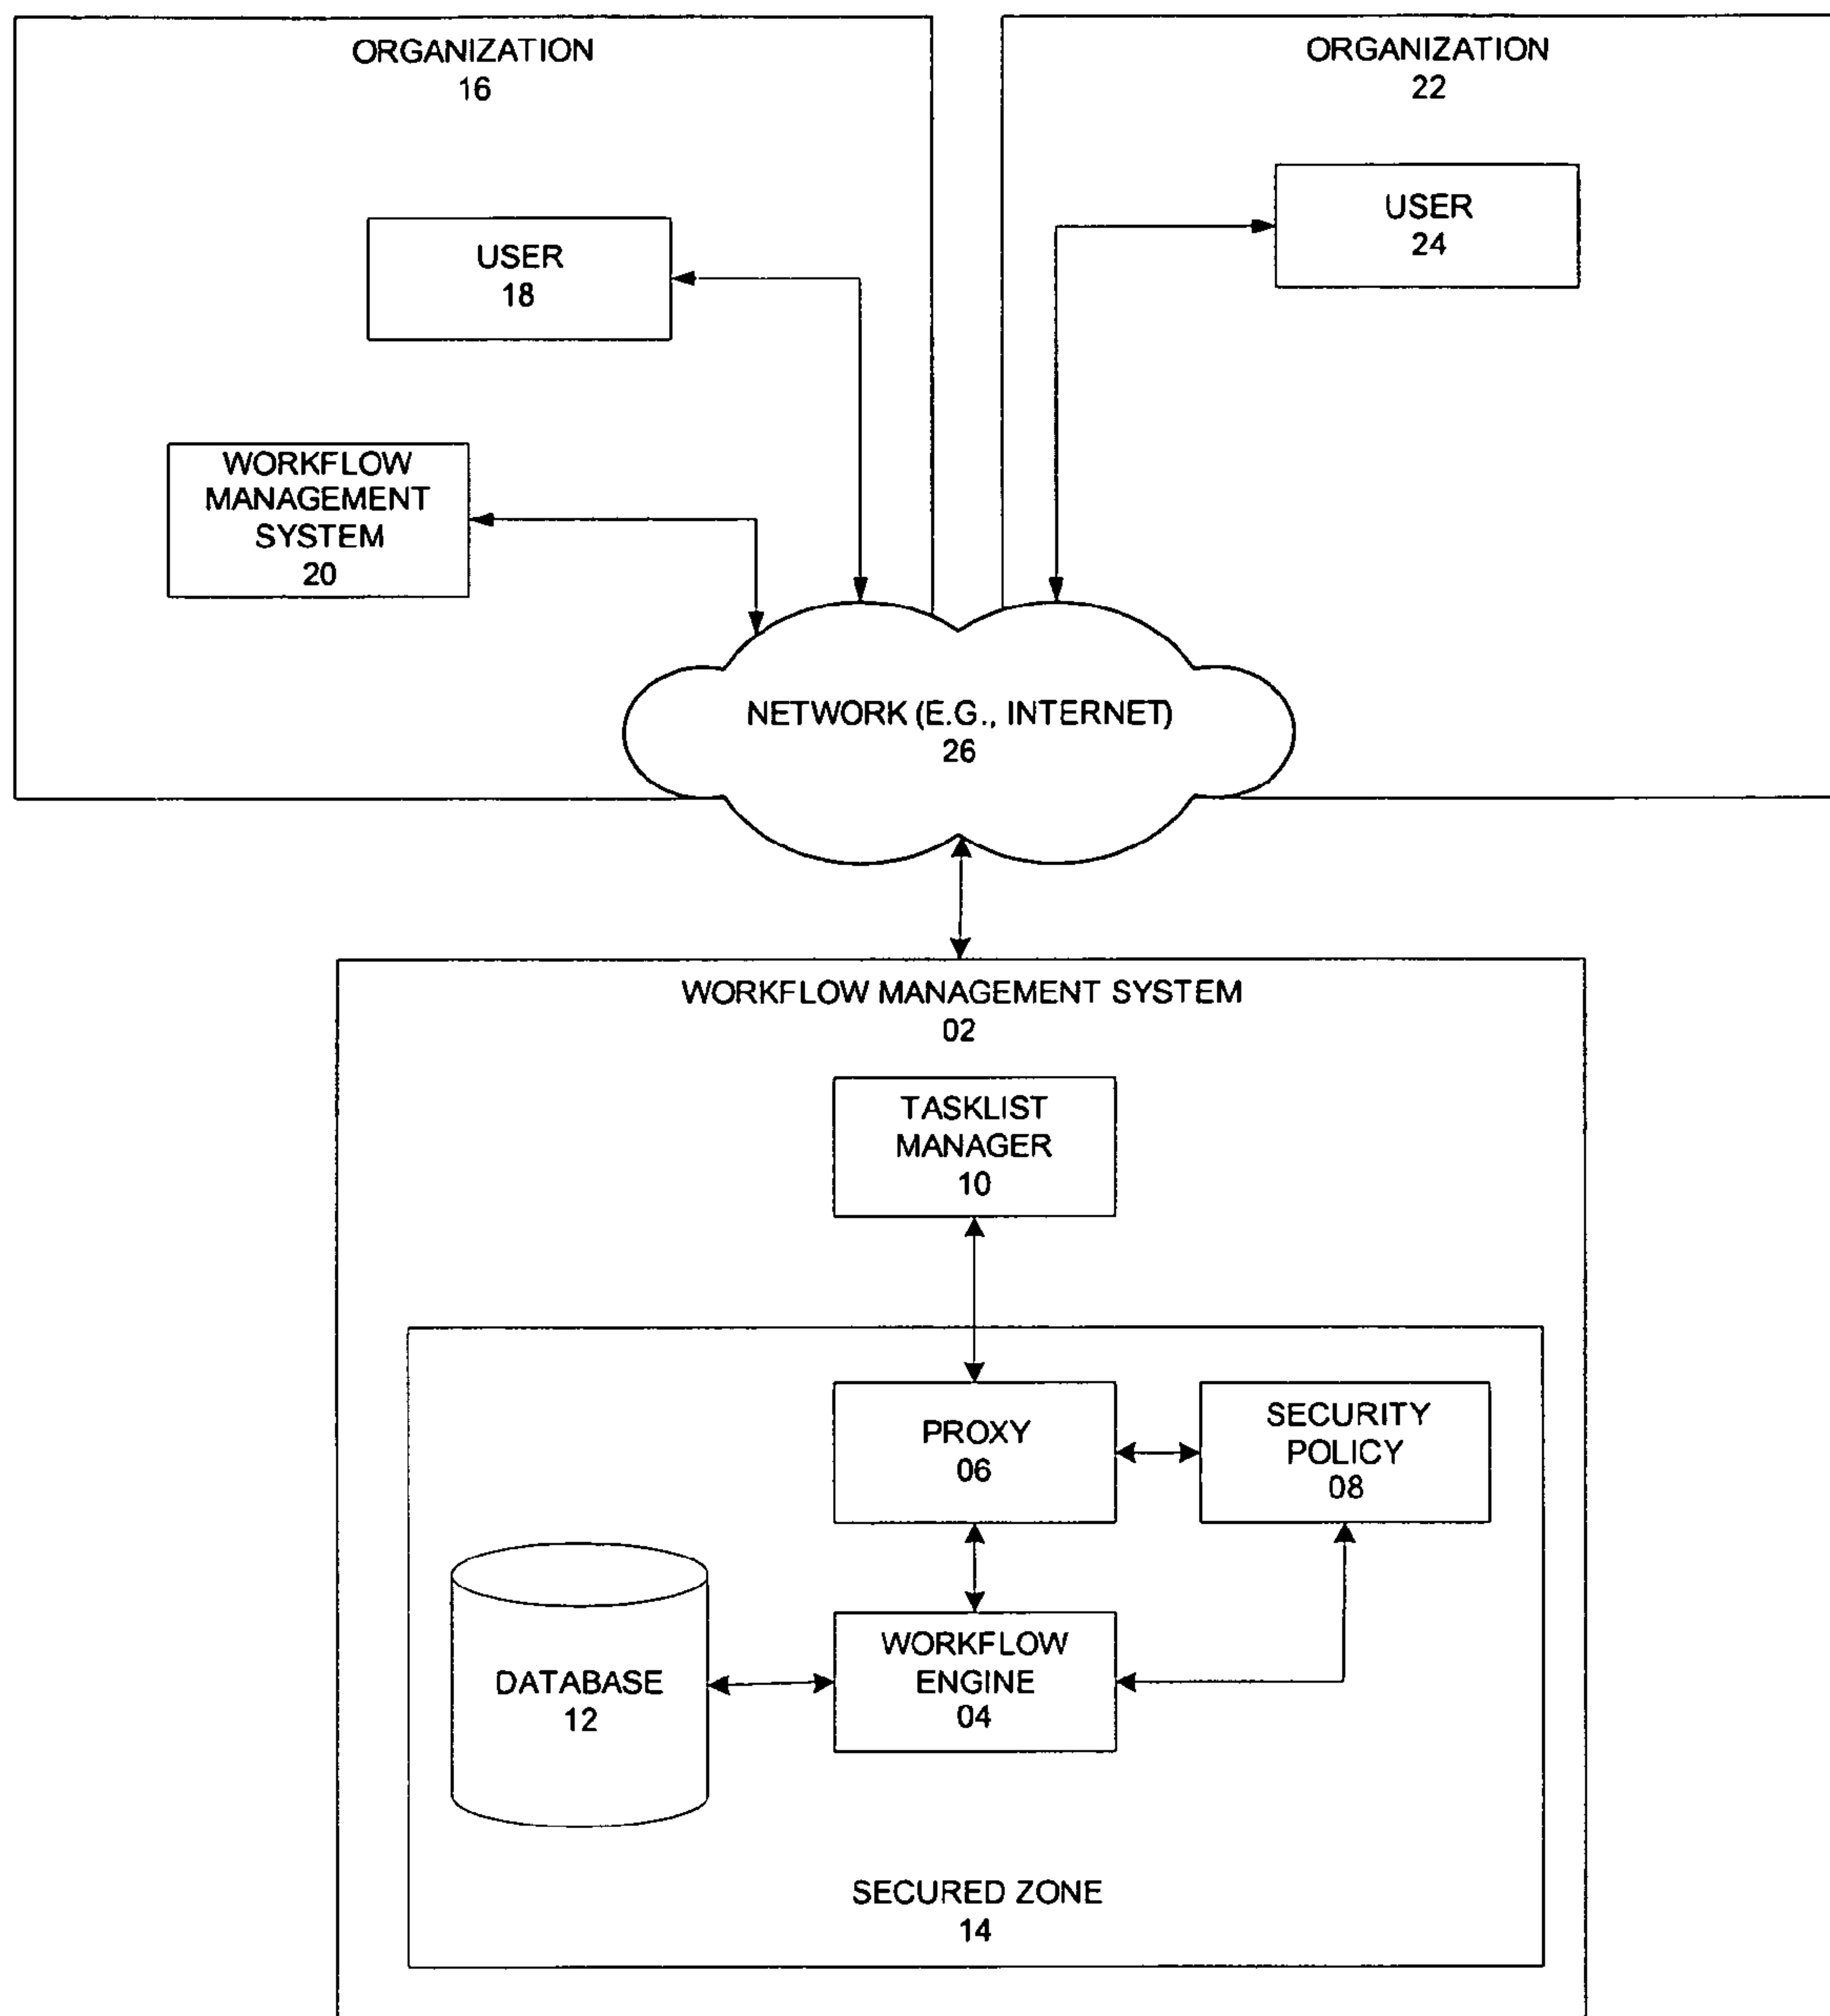 ORGANIZATION
16
ORGANIZATION
22
USER
18
USER
24
WORKFLOW
MANAGEMENT
SYSTEM
20
NETWORK (E.G., INTERNET)
26
WORKFLOW MANAGEMENT SYSTEM
02
TASKLIST
MANAGER
10
PROXY
06
SECURITY
POLICY
08
DATABASE
12
WORKFLOW
ENGINE
04
SECURED ZONE
14